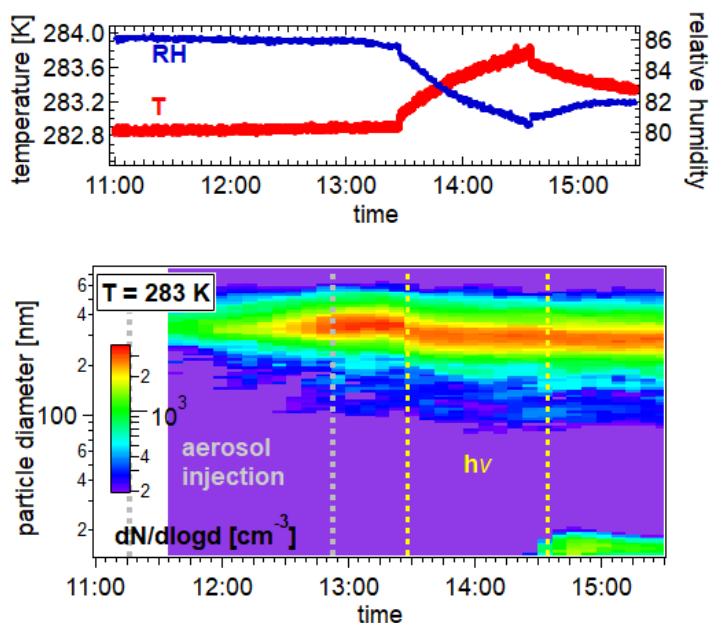 temperature [K]
284.0
283.6
283.2
282.8
RH
T
86
84
82
80
relative humidity
11:00 12:00 13:00 14:00 15:00
time
particle diameter [nm]
6
4
2
100
6
4
2
T = 283 K
2
10³
4
2
aerosol
injection
hν
dN/dlogd [cm⁻³]
11:00 12:00 13:00 14:00 15:00
time